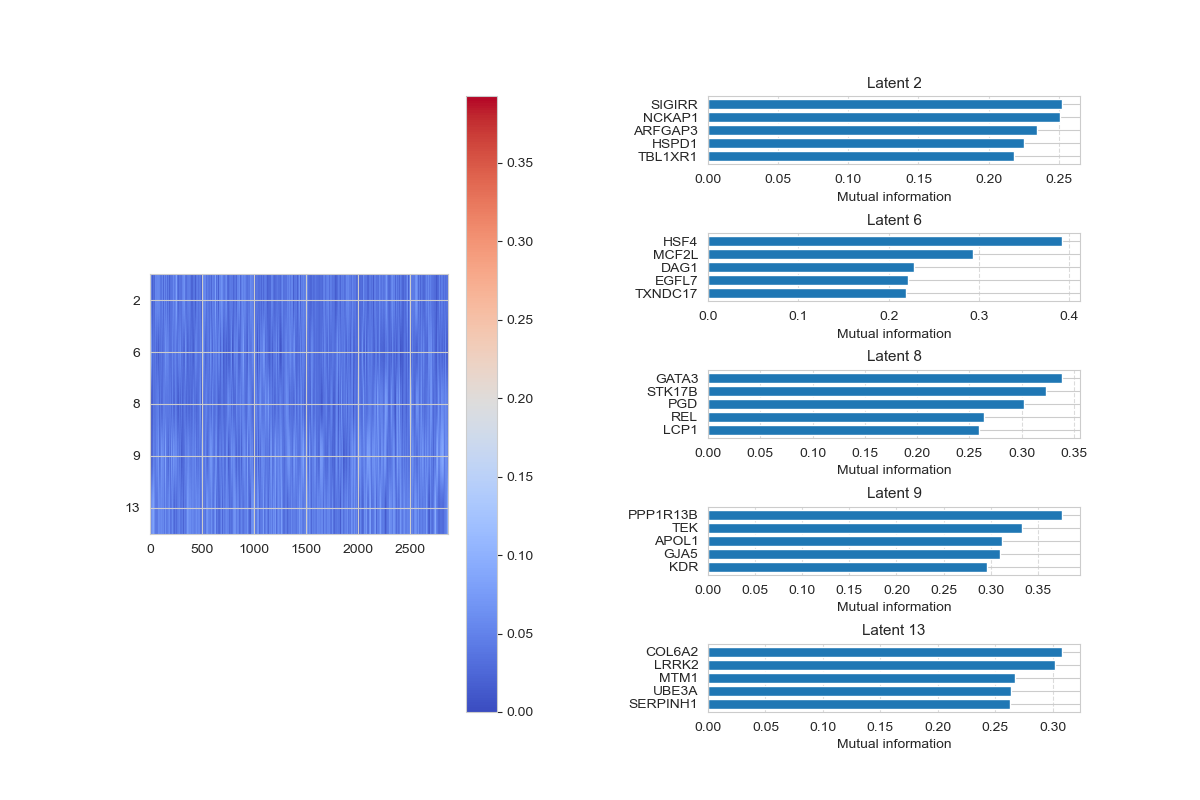 2
6
8
9
13
0 500 1000 1500 2000 2500
0.35
0.30
0.25
0.20
0.15
0.10
0.05
0.00
Latent 2
SIGIRR
NCKAP1
ARFGAP3
HSPD1
TBL1XR1
0.00 0.05 0.10 0.15 0.20 0.25
Mutual information
Latent 6
HSF4
MCF2L
DAG1
EGFL7
TXNDC17
0.0 0.1 0.2 0.3 0.4
Mutual information
Latent 8
GATA3
STK17B
PGD
REL
LCP1
0.00 0.05 0.10 0.15 0.20 0.25 0.30 0.35
Mutual information
Latent 9
PPP1R13B
TEK
APOL1
GJA5
KDR
0.00 0.05 0.10 0.15 0.20 0.25 0.30 0.35
Mutual information
Latent 13
COL6A2
LRRK2
MTM1
UBE3A
SERPINH1
0.00 0.05 0.10 0.15 0.20 0.25 0.30
Mutual information